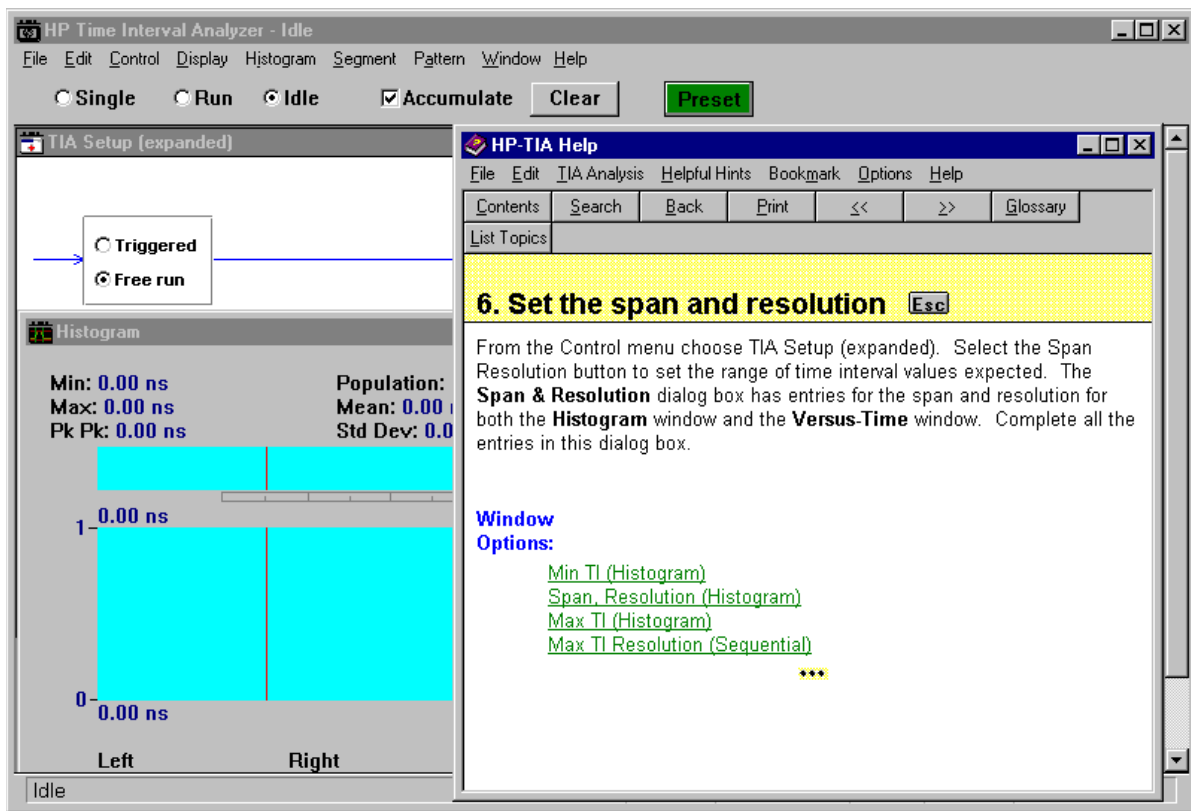 HP Time Interval Analyzer - Idle
File Edit Control Display Histogram Segment Pattern Window Help
Single Run Idle Accumulate Clear Preset
TIA Setup (expanded)
Triggered
Free run
Histogram
Min: 0.00 ns Population:
Max: 0.00 ns Mean: 0.00
Pk Pk: 0.00 ns Std Dev: 0.0
0.00 ns
1
0
0.00 ns
Left Right
Idle
HP-TIA Help
File Edit TIA Analysis Helpful Hints Bookmark Options Help
Contents Search Back Print << >> Glossary
List Topics
6. Set the span and resolution Esc
From the Control menu choose TIA Setup (expanded). Select the Span
Resolution button to set the range of time interval values expected. The
Span & Resolution dialog box has entries for the span and resolution for
both the Histogram window and the Versus-Time window. Complete all the
entries in this dialog box.
Window
Options:
Min TI (Histogram)
Span, Resolution (Histogram)
Max TI (Histogram)
Max TI Resolution (Sequential)